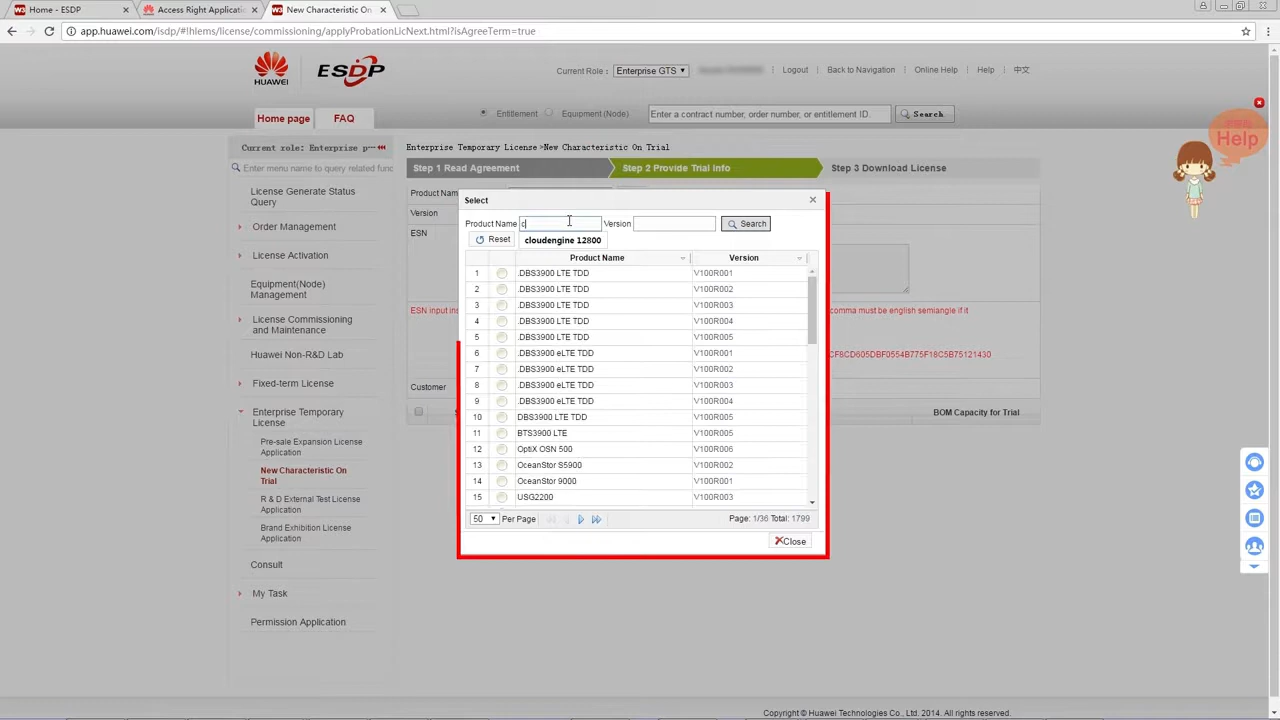 Home - ESDP
Access Right Applicatio
New Characteristic On
app.huawei.com/isdp/#!hlems/license/commissioning/applyProbationLicNext.html?isAgreeTerm=true
HUAWEI
ESDP
Current Role : Enterprise GTS
Logout
Back to Navigation
Online Help
Help
中文
Home page
FAQ
Entitlement
Equipment(Node)
Enter a contract number, order number, or entitlement ID.
Search
Help
Current role: Enterprise p
Enter menu name to query related func
License Generate Status
Query
Order Management
License Activation
Equipment(Node)
Management
License Commissioning
and Maintenance
Huawei Non-R&D Lab
Fixed-term License
Enterprise Temporary
License
Pre-sale Expansion License
Application
New Characteristic On
Trial
R & D External Test License
Application
Brand Exhibition License
Application
Consult
My Task
Permission Application
Enterprise Temporary License >New Characteristic On Trial
Step 1 Read Agreement
Step 2 Provide Trial Info
Step 3 Download License
Product Nam
Version
ESN
ESN input ins
comma must be english semiangle if it
CF8CD605DBF0554B775F18C5B75121430
Customer
BOM Capacity for Trial
Select
Product Name c
Version
Search
Reset
cloudengine 12800
Product Name Version
1 .DBS3900 LTE TDD V100R001
2 .DBS3900 LTE TDD V100R002
3 .DBS3900 LTE TDD V100R003
4 .DBS3900 LTE TDD V100R004
5 .DBS3900 LTE TDD V100R005
6 .DBS3900 eLTE TDD V100R001
7 .DBS3900 eLTE TDD V100R002
8 .DBS3900 eLTE TDD V100R003
9 .DBS3900 eLTE TDD V100R004
10 DBS3900 LTE TDD V100R005
11 BTS3900 LTE V100R005
12 OptiX OSN 500 V100R006
13 OceanStor S5900 V100R002
14 OceanStor 9000 V100R001
15 USG2200 V100R003
50 Per Page
Page: 1/36 Total: 1799
Close
Copyright © Huawei Technologies Co., Ltd. 2014. All rights reserved.